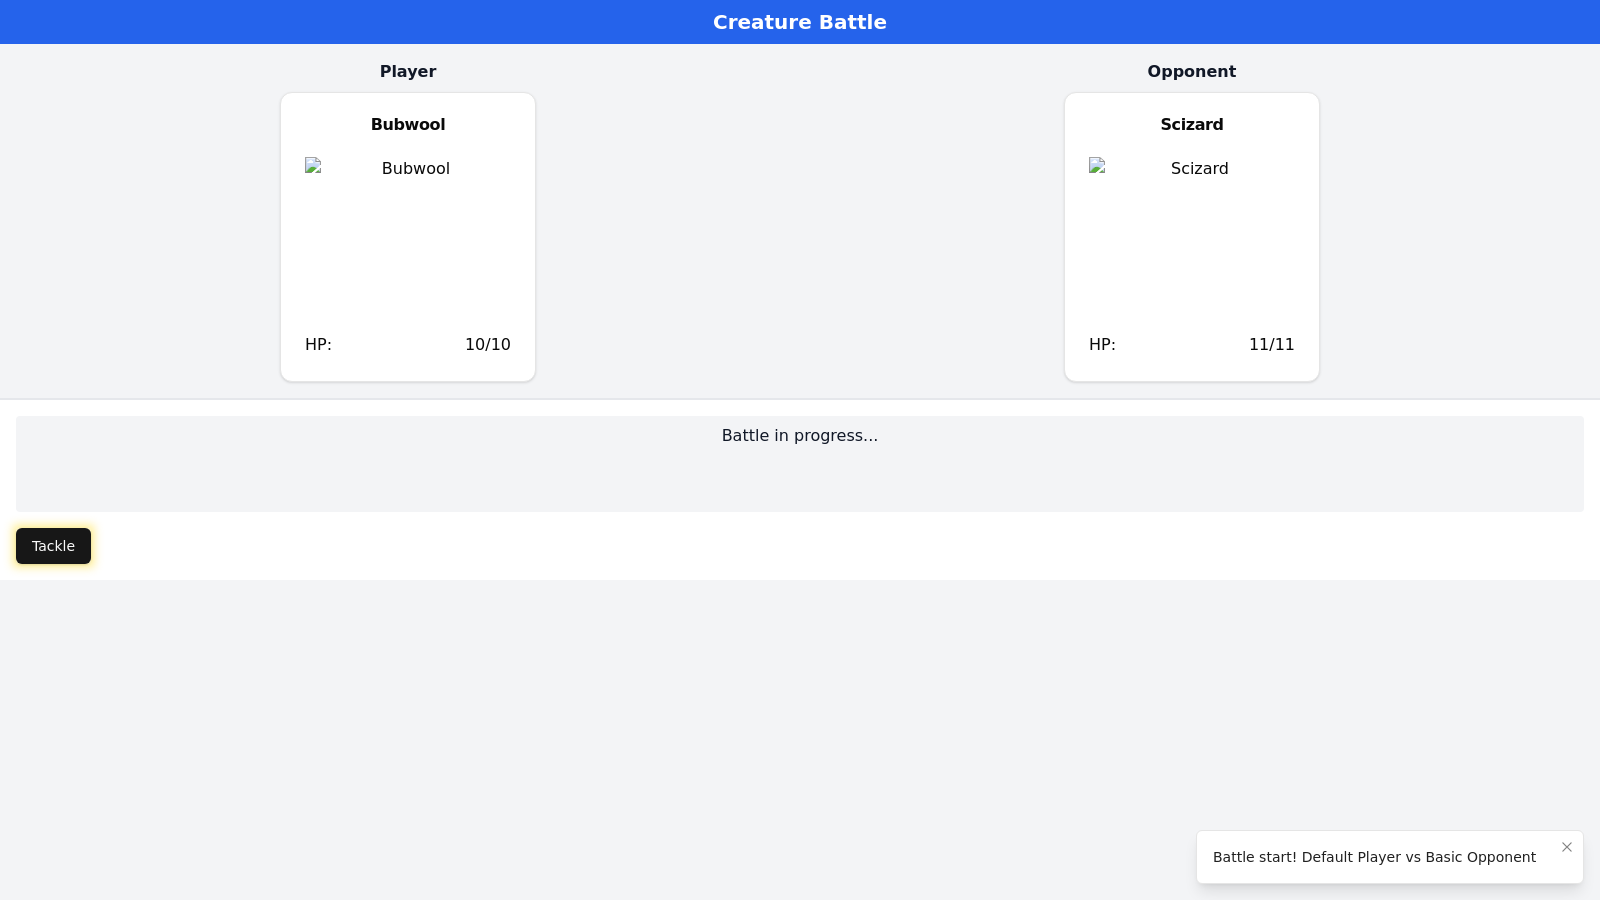 Creature Battle
Player
Opponent
Bubwool
Scizard
Bubwool
Scizard
HP: 10/10
HP: 11/11
Battle in progress...
Tackle
Battle start! Default Player vs Basic Opponent